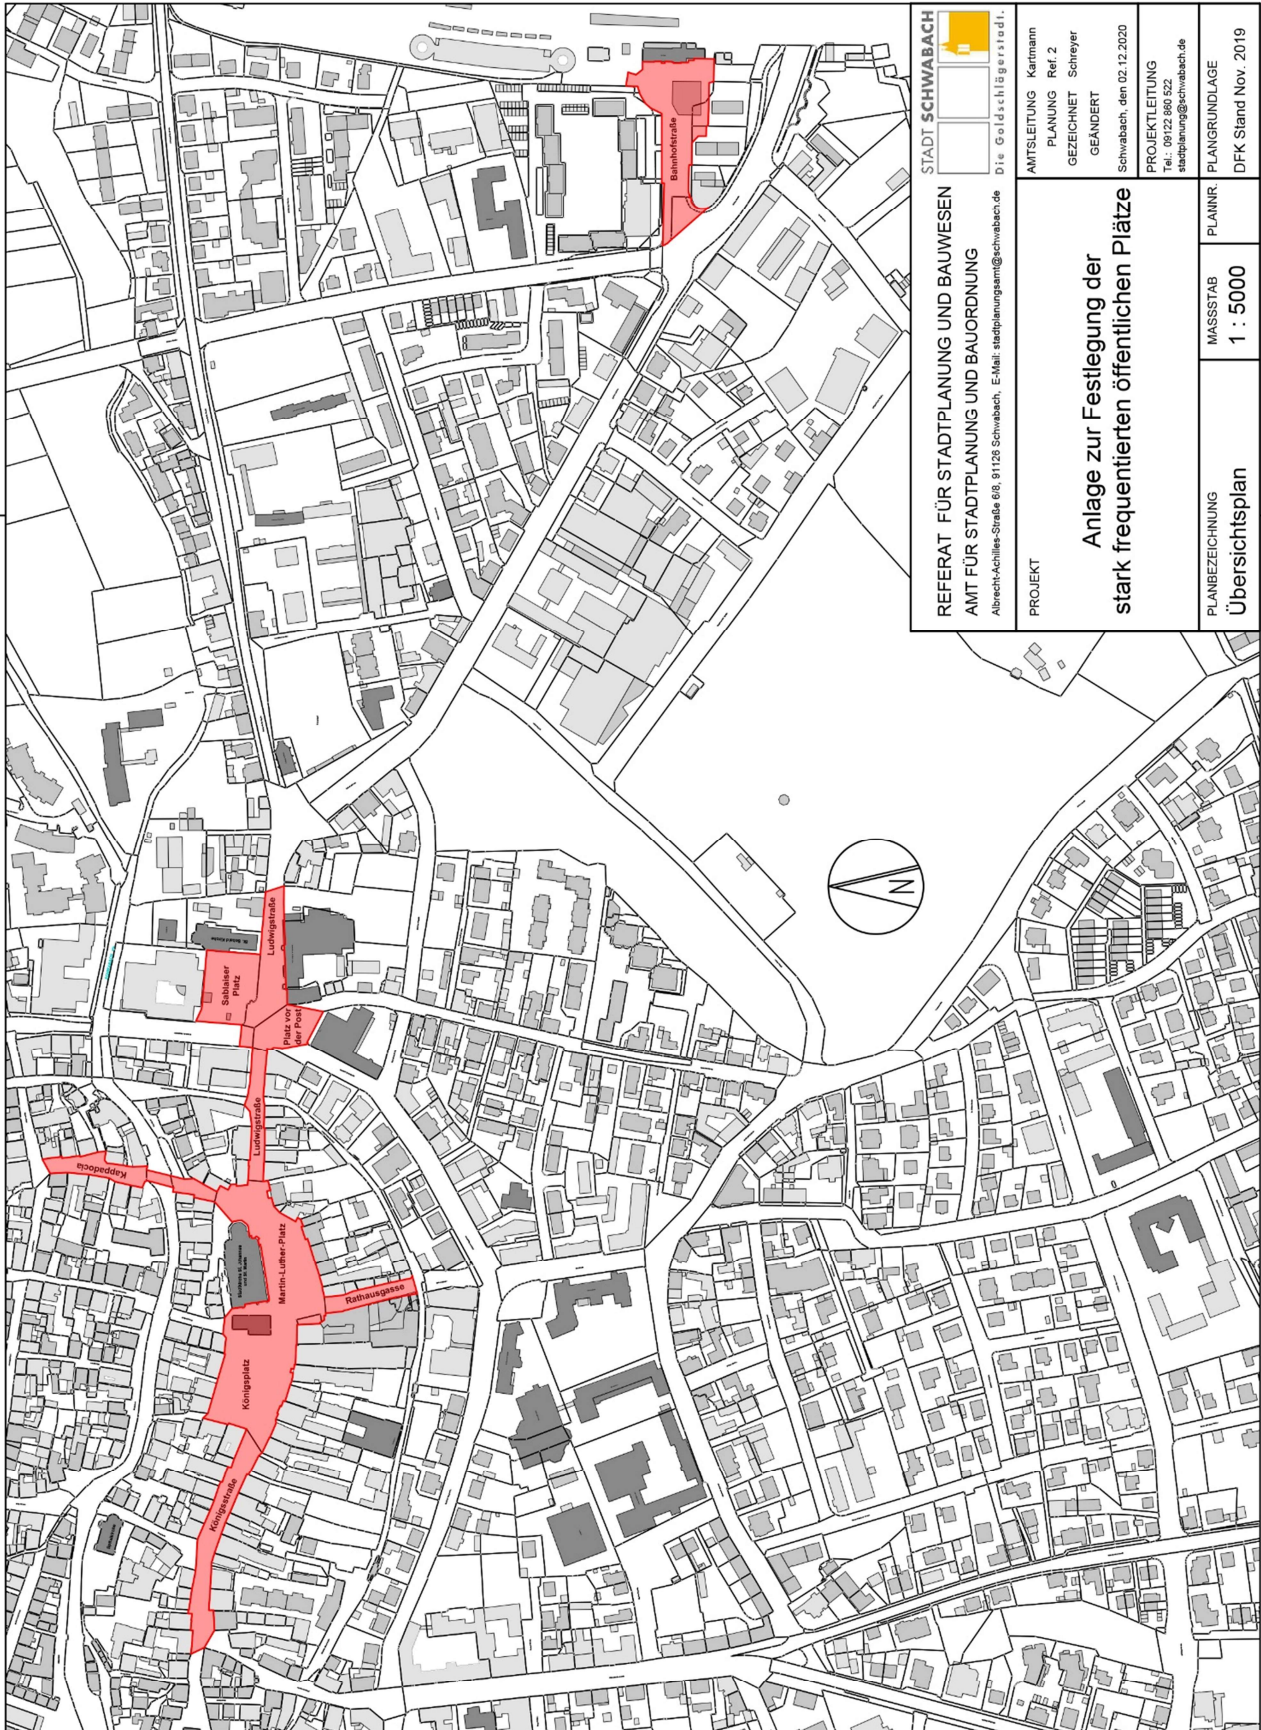 STADT SCHWABACH
Die Goldschlägerstadt.
REFERAT FÜR STADTPLANUNG UND BAUWESEN
AMT FÜR STADTPLANUNG UND BAUORDNUNG
Albrecht-Achilles-Straße 6/8, 91126 Schwabach, E-Mail: stadtplanungsamt@schwabach.de
PROJEKT
Anlage zur Festlegung der
stark frequentierten öffentlichen Plätze
AMTSLEITUNG Kartmann
PLANUNG Ref. 2
GEZEICHNET Schreyer
GEÄNDERT
Schwabach, den 02.12.2020
PROJEKTLEITUNG
Tel.: 09122 860 522
stadtplanung@schwabach.de
PLANBEZEICHNUNG
Übersichtsplan
MASSSTAB
1 : 5000
PLANNR.
PLANGRUNDLAGE
DFK Stand Nov. 2019
Königsstraße
Königsplatz
Martin-Luther-Platz
Rathausgasse
Kappadocia
Ludwigstraße
Sablaiser
Platz
Platz vor
der Post
Ludwigstraße
Bahnhofstraße
N